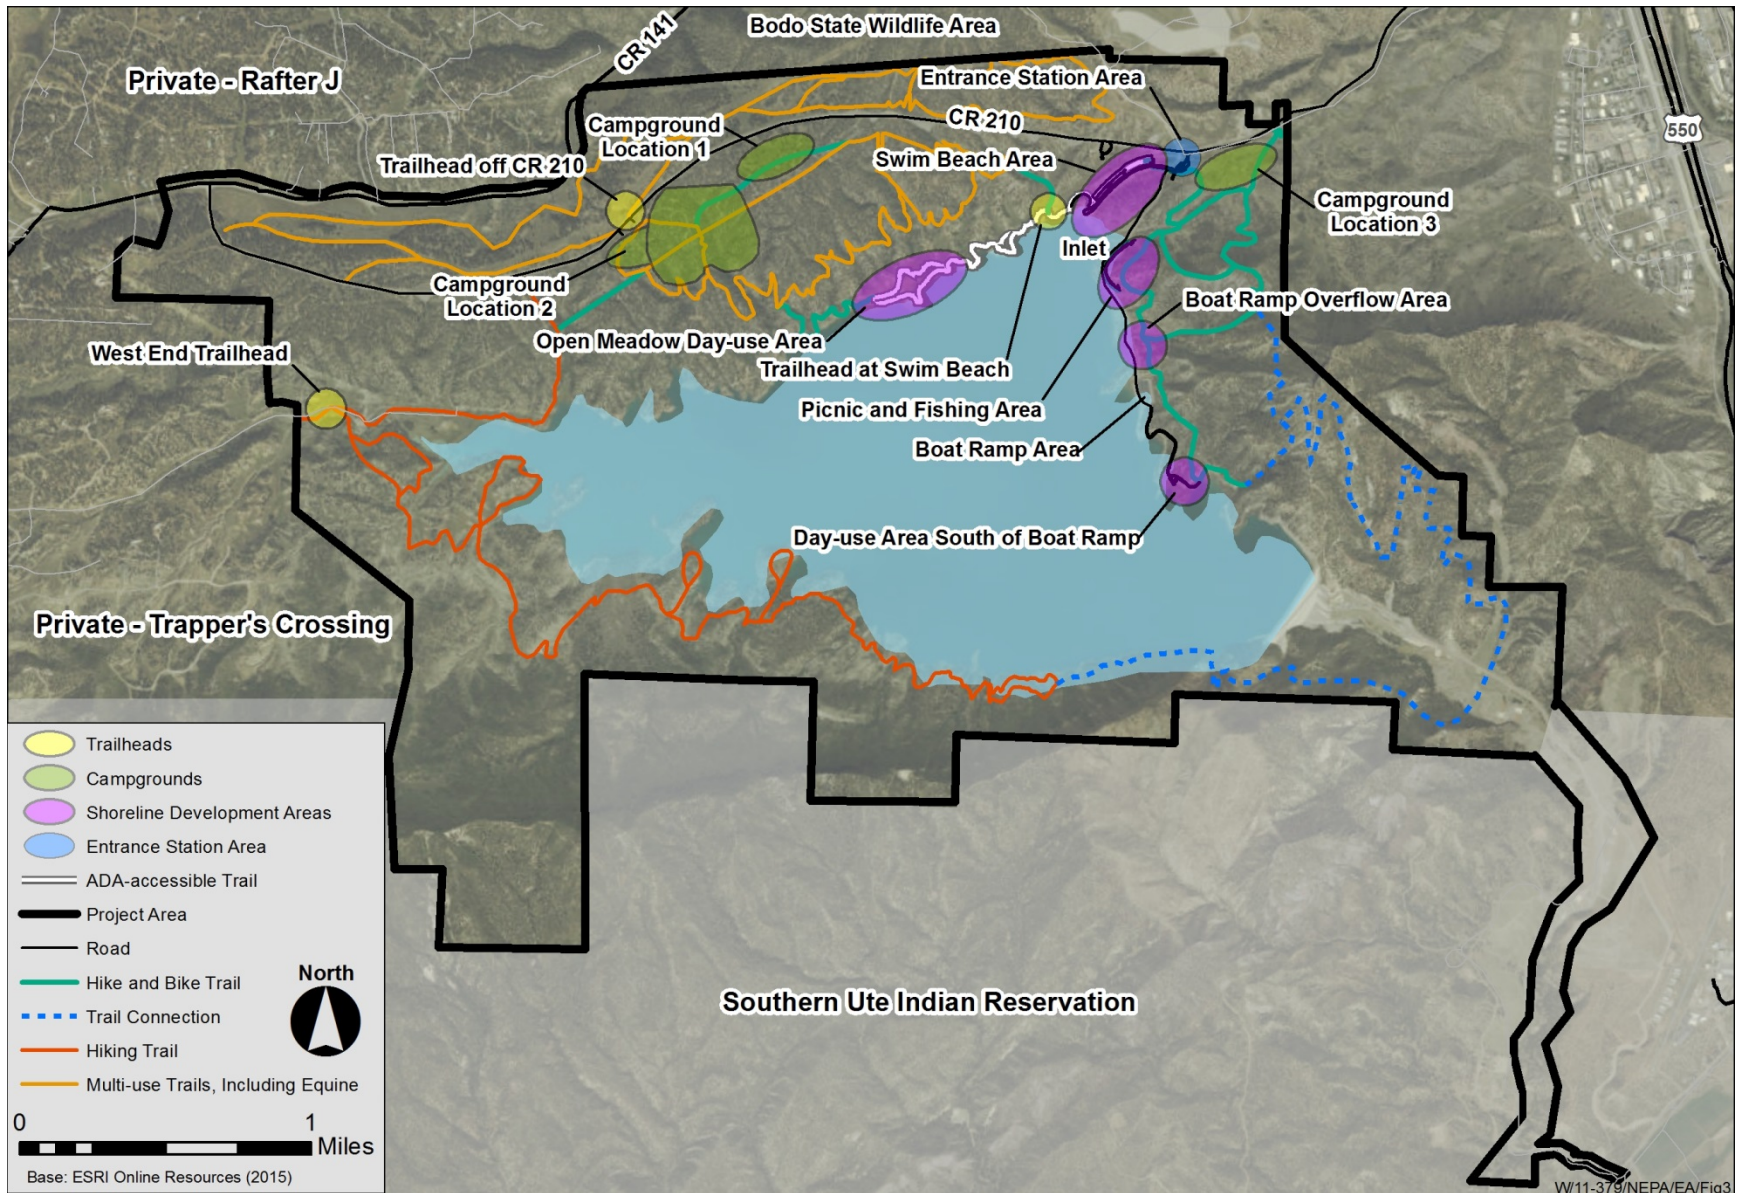 Bodo State Wildlife Area
CR 141
Private - Rafter J
Entrance Station Area
CR 210
550
Campground
Location 1
Trailhead off CR 210
Swim Beach Area
Campground
Location 3
Inlet
Campground
Location 2
Boat Ramp Overflow Area
Open Meadow Day-use Area
West End Trailhead
Trailhead at Swim Beach
Picnic and Fishing Area
Boat Ramp Area
Day-use Area South of Boat Ramp
Private - Trapper's Crossing
Southern Ute Indian Reservation
Trailheads
Campgrounds
Shoreline Development Areas
Entrance Station Area
ADA-accessible Trail
Project Area
Road
Hike and Bike Trail
Trail Connection
Hiking Trail
Multi-use Trails, Including Equine
North
0 1
Miles
Base: ESRI Online Resources (2015)
W/11-379/NEPA/EA/Fig3